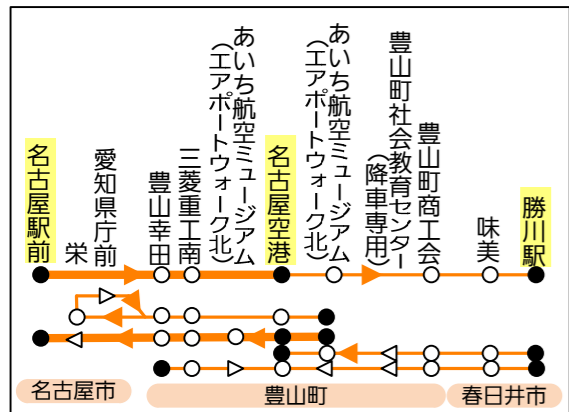 名古屋駅前
栄
愛知県庁前
豊山幸田
三菱重工南
あいち航空ミュージアム
(エアポートウォーク北)
名古屋空港
あいち航空ミュージアム
(エアポートウォーク北)
豊山町社会教育センター
(降車専用)
豊山町商工会
味美
勝川駅
名古屋市
豊山町
春日井市